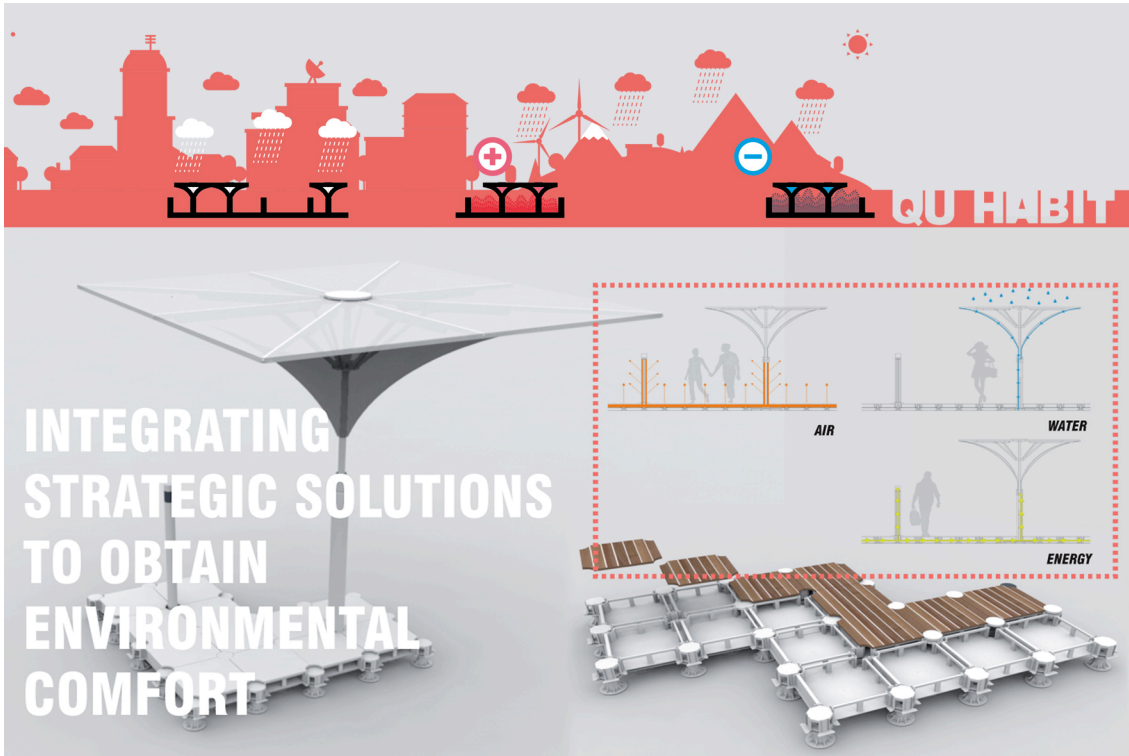 QU HABIT
AIR
WATER
ENERGY
INTEGRATING
STRATEGIC SOLUTIONS
TO OBTAIN
ENVIRONMENTAL
COMFORT